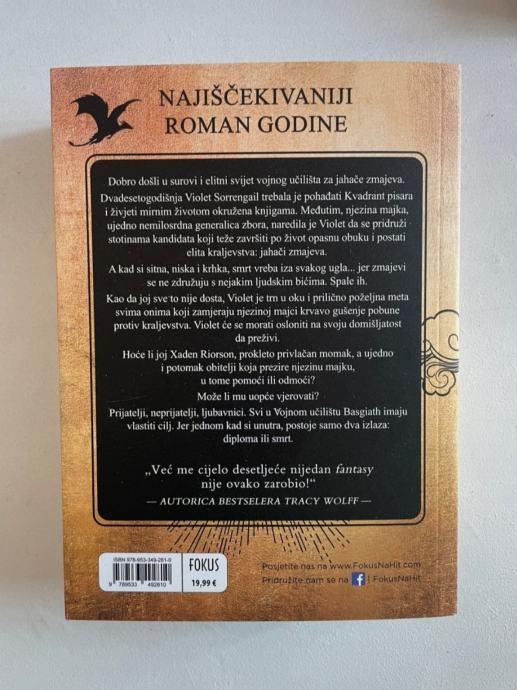 NAJIŠČEKIVANIJI
ROMAN GODINE
Dobro došli u surovi i elitni svijet vojnog učilišta za jahače zmajeva.
Dvadesetogodišnja Violet Sorrengail trebala je pohađati Kvadrant pisara
i živjeti mirnim životom okružena knjigama. Međutim, njezina majka,
ujedno nemilosrdna generalica zbora, naredila je Violet da se pridruži
stotinama kandidata koji teže završiti po život opasnu obuku i postati
elita kraljevstva: jahači zmajeva.
A kad si sitna, niska i krhka, smrt vreba iza svakog ugla... jer zmajevi
se ne združuju s nejakim ljudskim bićima. Spale ih.
Kao da joj sve to nije dosta, Violet je trn u oku i prilično poželjna meta
svima onima koji zamjeraju njezinoj majci krvavo gušenje pobune
protiv kraljevstva. Violet će se morati osloniti na svoju domišljatost
da preživi.
Hoće li joj Xaden Riorson, prokleto privlačan momak, a ujedno
i potomak obitelji koja prezire njezinu majku,
u tome pomoći ili odmoći?
Može li mu uopće vjerovati?
Prijatelji, neprijatelji, ljubavnici. Svi u Vojnom učilištu Basgiath imaju
vlastiti cilj. Jer jednom kad si unutra, postoje samo dva izlaza:
diploma ili smrt.
„Već me cijelo desetljeće nijedan fantasy
nije ovako zarobio!“
— AUTORICA BESTSELERA TRACY WOLFF —
ISBN 978-953-349-281-0
9 789533 492810
FOKUS
19,99 €
Posjetite nas na www.FokusNaHit.com
Pridružite nam se na f | FokusNaHit